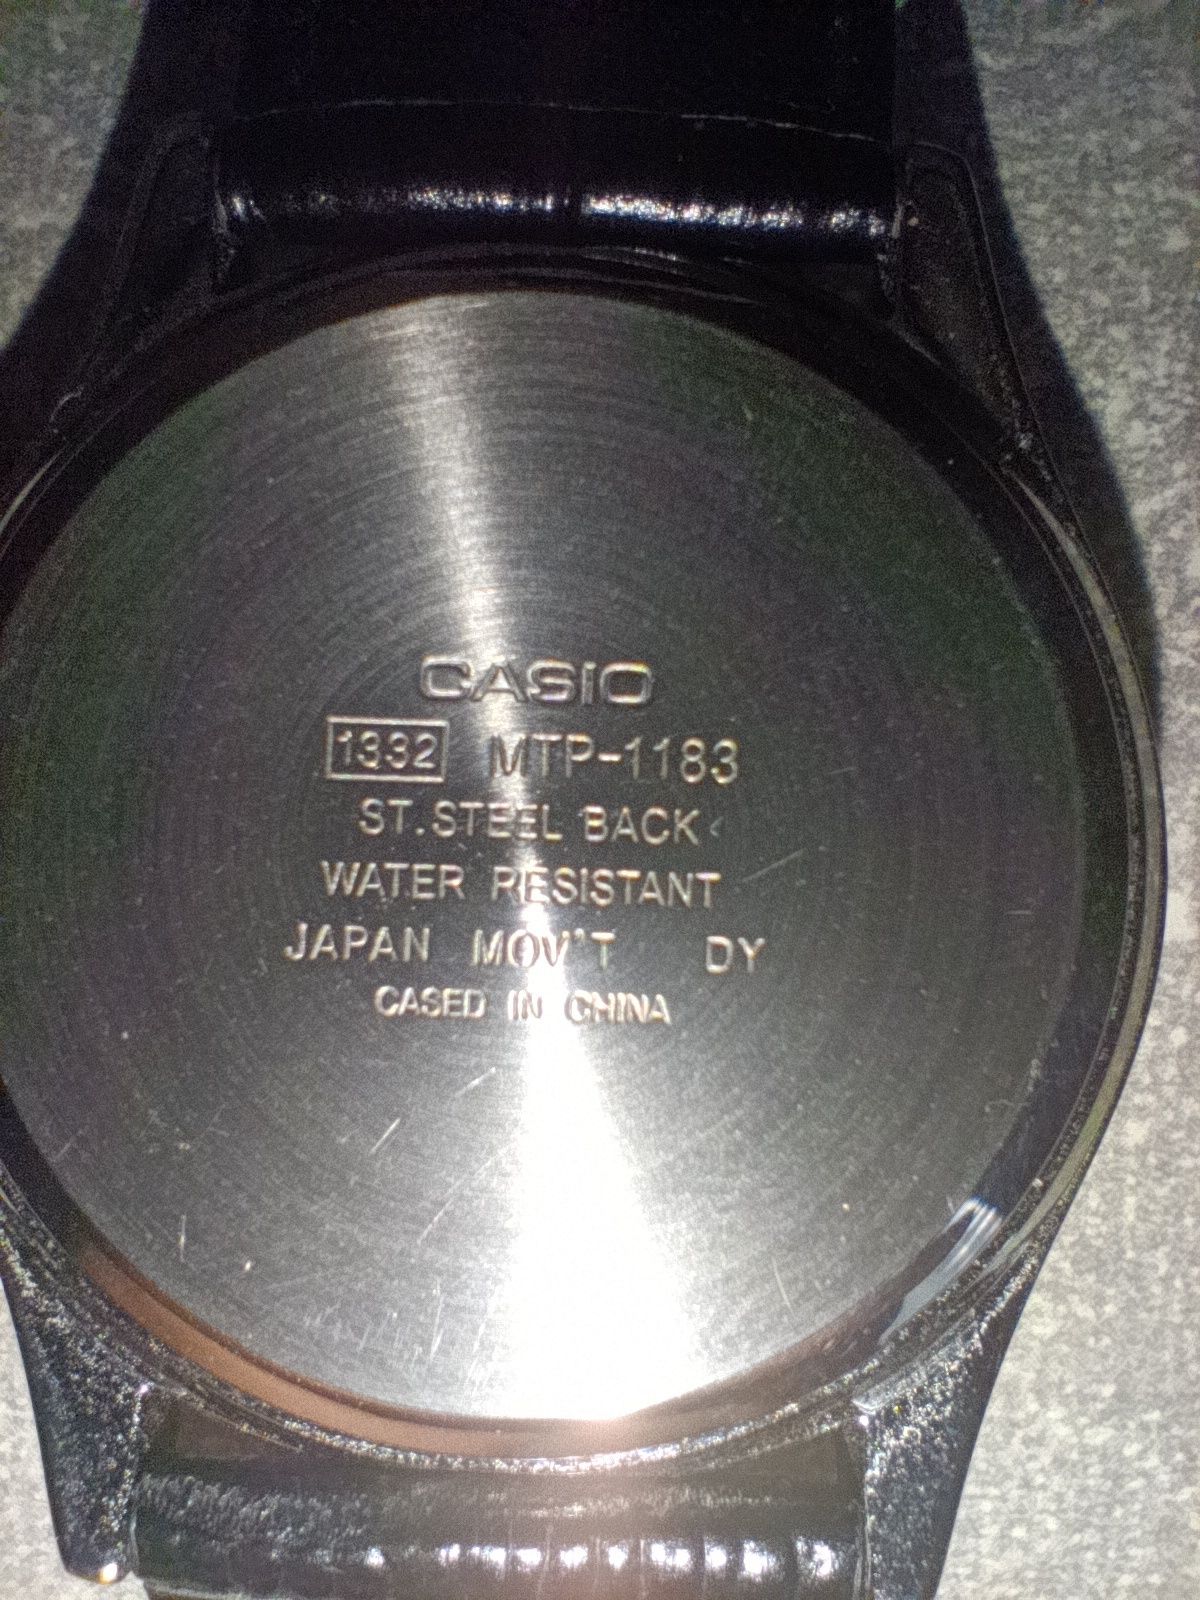 CASIO
1332 MTP-1183
ST.STEEL BACK
WATER RESISTANT
JAPAN MOV'T DY
CASED IN CHINA